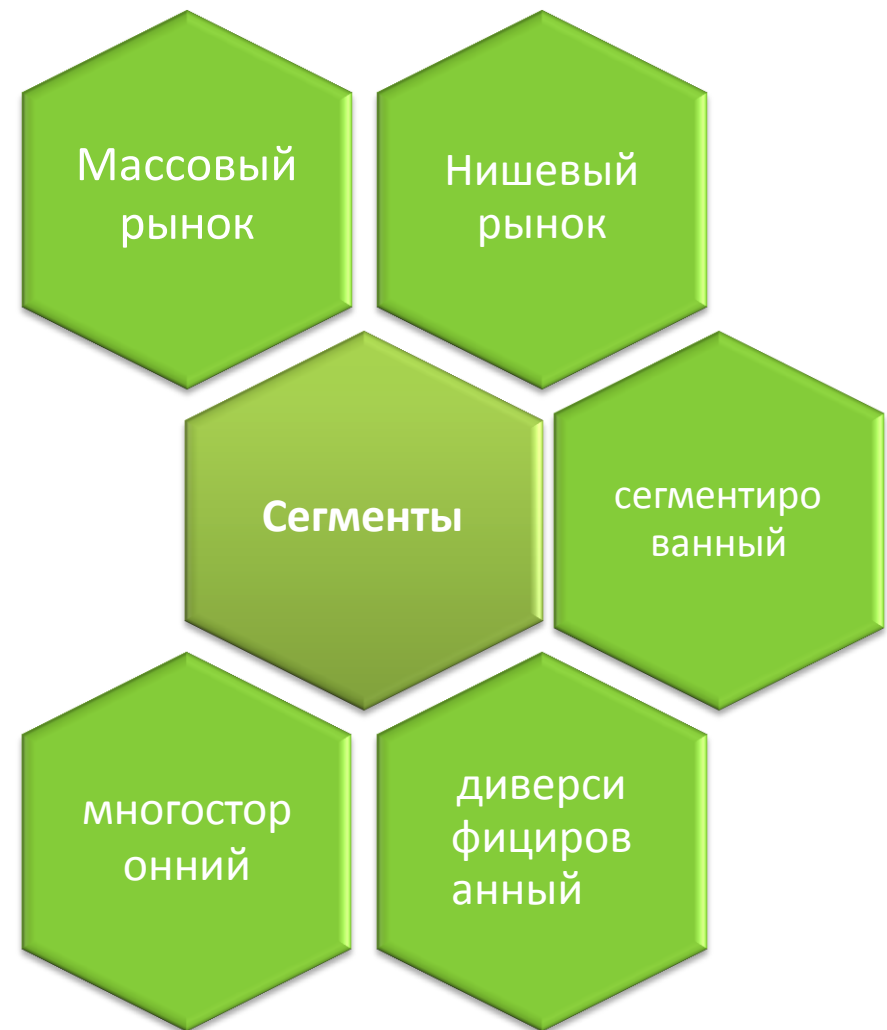 Массовый
рынок
Нишевый
рынок
Сегменты
сегментиро
ванный
многостор
онний
диверси
фициров
анный